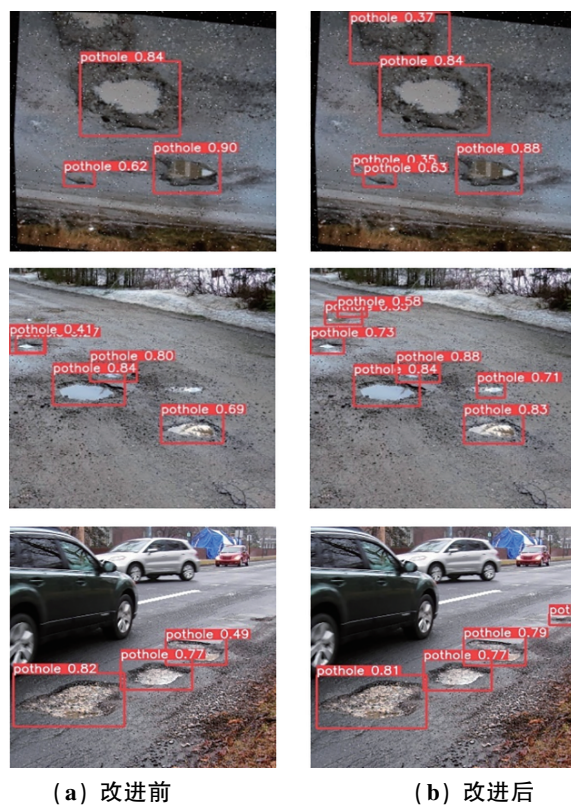 pothole 0.84
pothole 0.90
pothole 0.62
pothole 0.37
pothole 0.84
pothole 0.88
0.35
pothole 0.63
pothole 0.41
pothole 0.80
pothole 0.84
pothole 0.69
pothole 0.58
pothole 0.73
pothole 0.88
pothole 0.84
pothole 0.71
pothole 0.83
pothole 0.49
pothole 0.77
pothole 0.82
pot
pothole 0.79
pothole 0.77
pothole 0.81
(a) 改进前
(b) 改进后